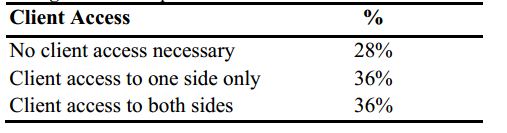 Client Access %
No client access necessary 28%
Client access to one side only 36%
Client access to both sides 36%